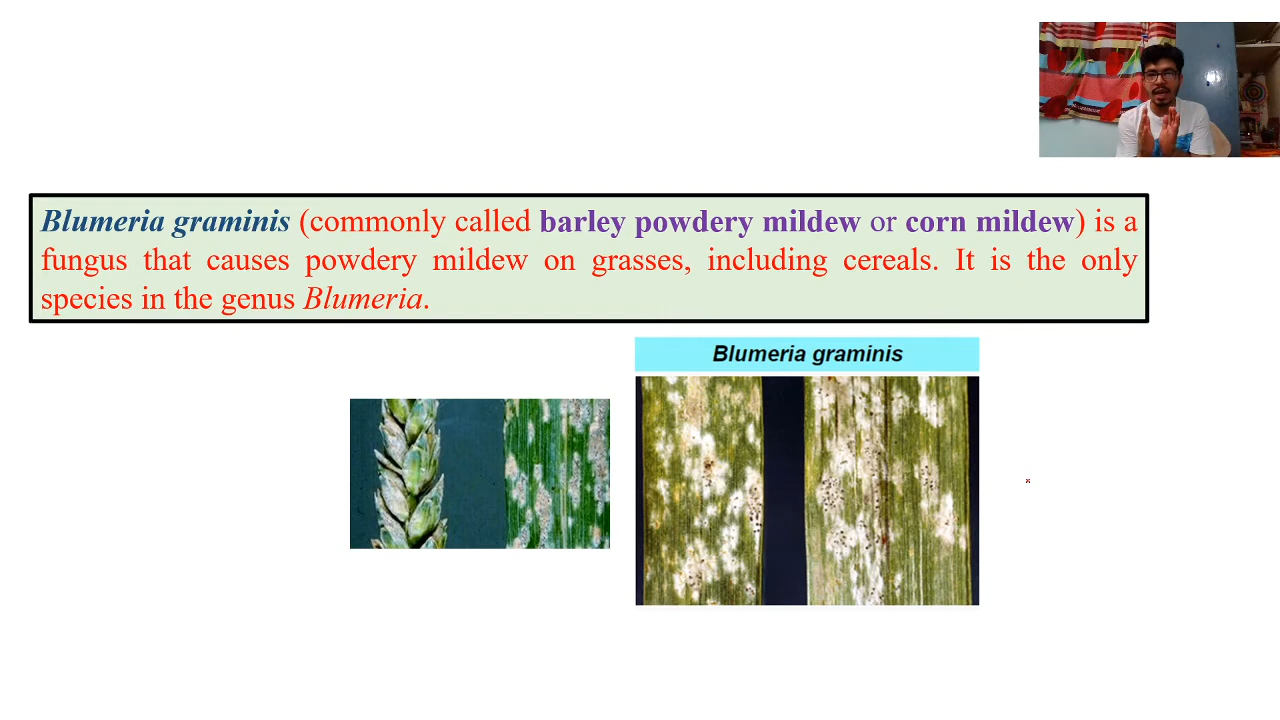 Blumeria graminis (commonly called barley powdery mildew or corn mildew) is a
fungus that causes powdery mildew on grasses, including cereals. It is the only
species in the genus Blumeria.
Blumeria graminis